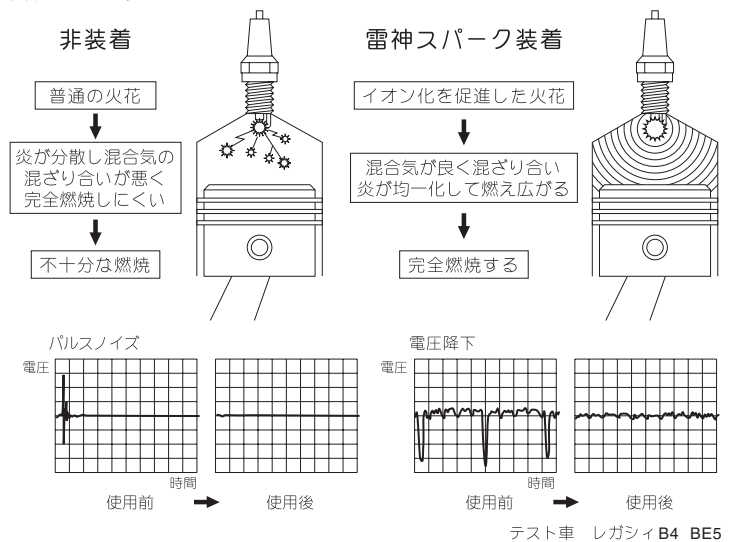 非装着
普通の火花
炎が分散し混合気の
混ざり合いが悪く
完全燃焼しにくい
不十分な燃焼
雷神スパーク装着
イオン化を促進した火花
混合気が良く混ざり合い
炎が均一化して燃え広がる
完全燃焼する
パルスノイズ
電圧
時間
使用前
使用後
電圧降下
電圧
時間
使用前
使用後
テスト車 レガシィB4 BE5